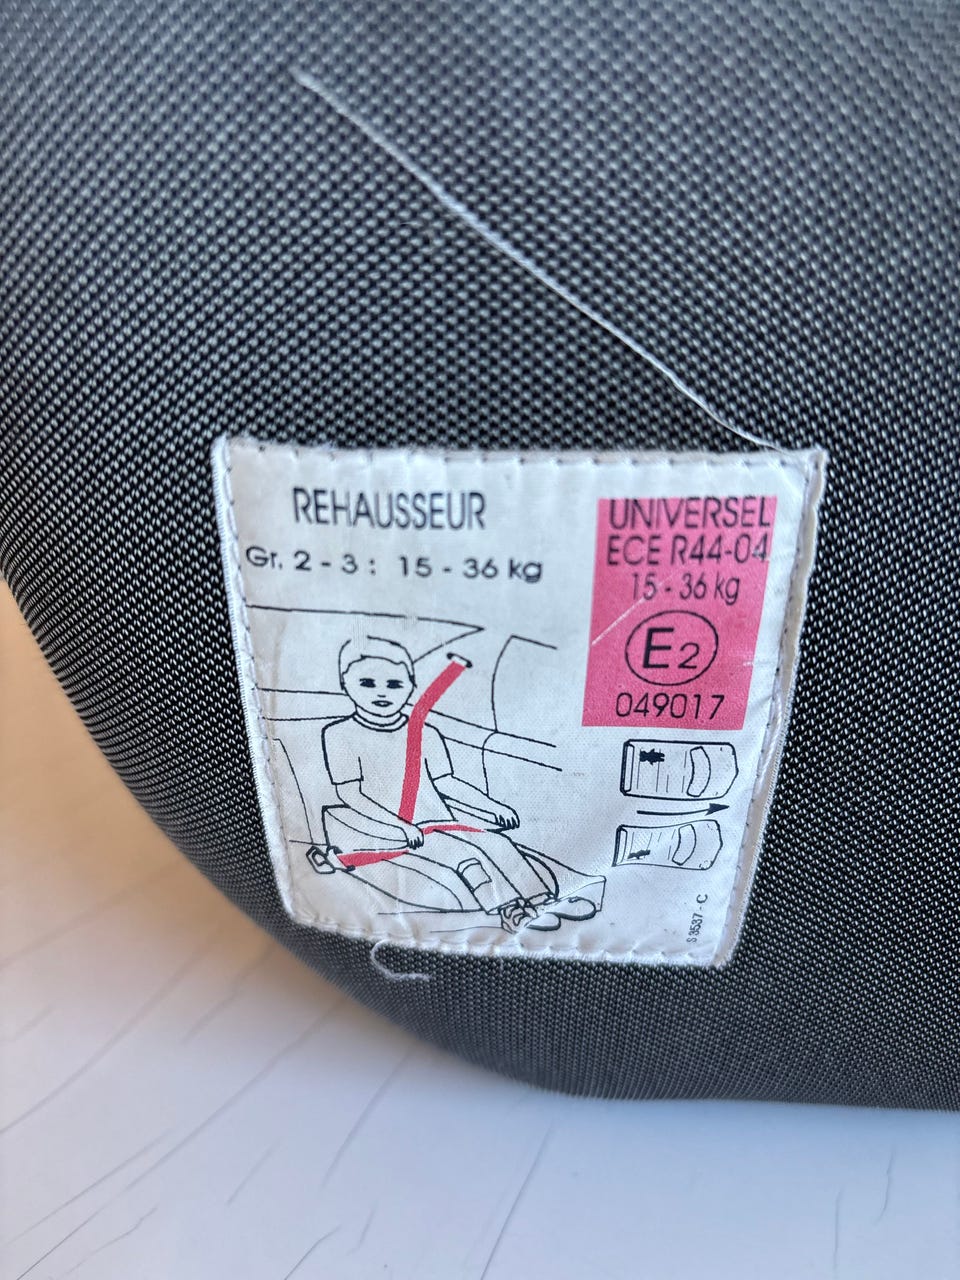 REHAUSSEUR
Gr. 2 - 3 : 15 - 36 kg
UNIVERSEL
ECE R44-04
15 - 36 kg
E2
049017
S 3537 - C